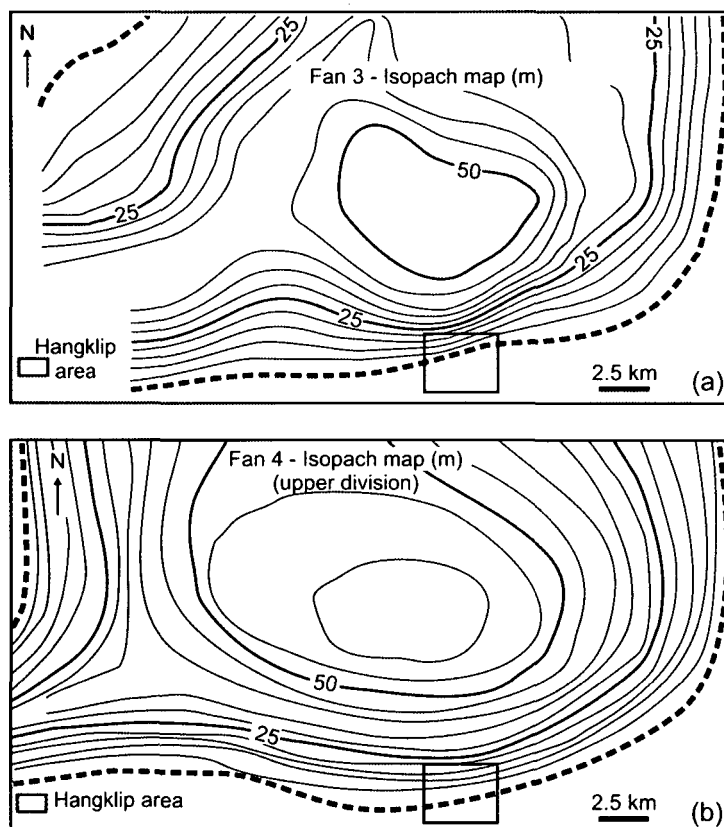 N
25
25
Fan 3 - Isopach map (m)
50
25
25
25
Hangklip
area
2.5 km
(a)
N
Fan 4 - Isopach map (m)
(upper division)
50
25
Hangklip area
2.5 km
(b)